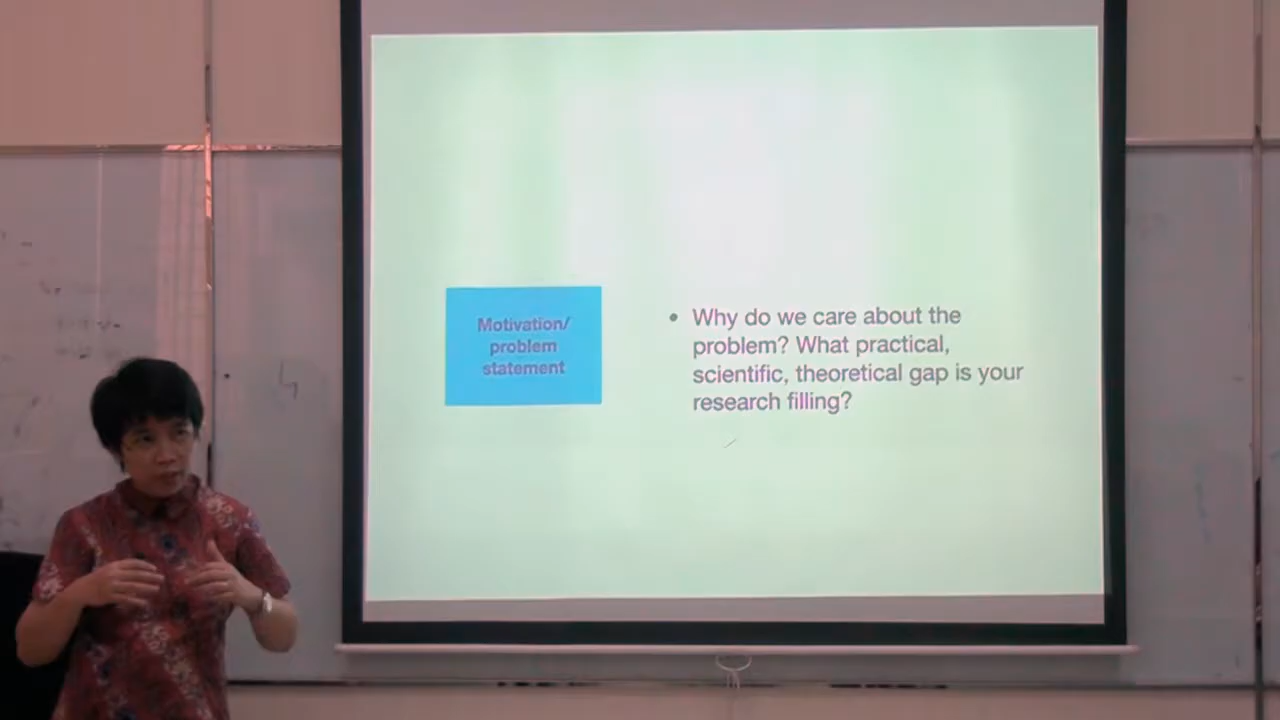 Motivation/
problem
statement
• Why do we care about the
problem? What practical,
scientific, theoretical gap is your
research filling?